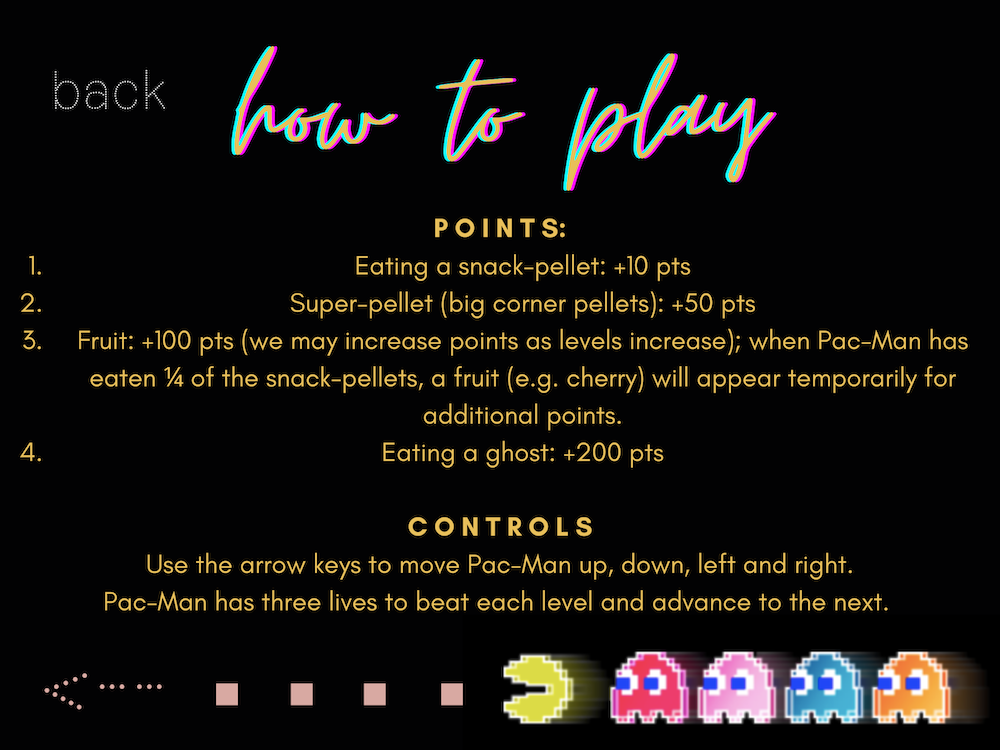 back
how to play
POINTS:
1. Eating a snack-pellet: +10 pts
2. Super-pellet (big corner pellets): +50 pts
3. Fruit: +100 pts (we may increase points as levels increase); when Pac-Man has
eaten ¼ of the snack-pellets, a fruit (e.g. cherry) will appear temporarily for
additional points.
4. Eating a ghost: +200 pts
CONTROLS
Use the arrow keys to move Pac-Man up, down, left and right.
Pac-Man has three lives to beat each level and advance to the next.